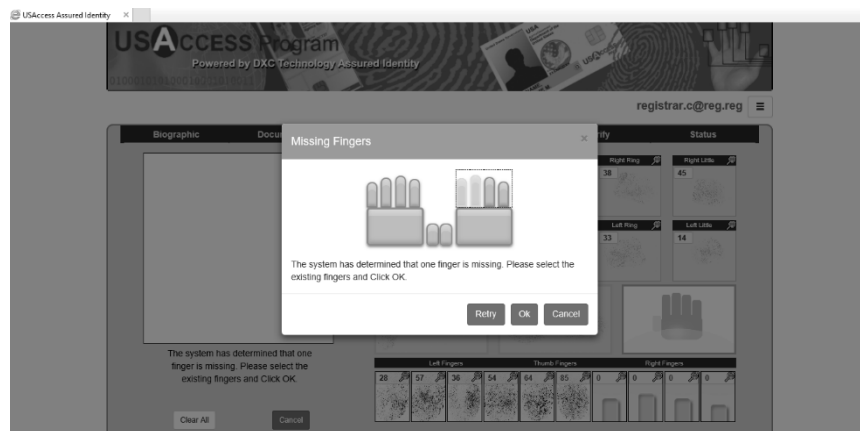 USAccess Assured Identity
USACCESS Program
Powered by DXC Technology Assured Identity
registrar.c@reg.reg
Biographic
Status
Missing Fingers
The system has determined that one finger is missing. Please select the
existing fingers and Click OK.
Retry Ok Cancel
Right Ring Right Little
38 45
Left Ring Left Little
33 14
The system has determined that one
finger is missing. Please select the
existing fingers and Click OK.
Clear All Cancel
Left Fingers Thumb Fingers Right Fingers
28 57 36 54 64 85 0 0 0 0